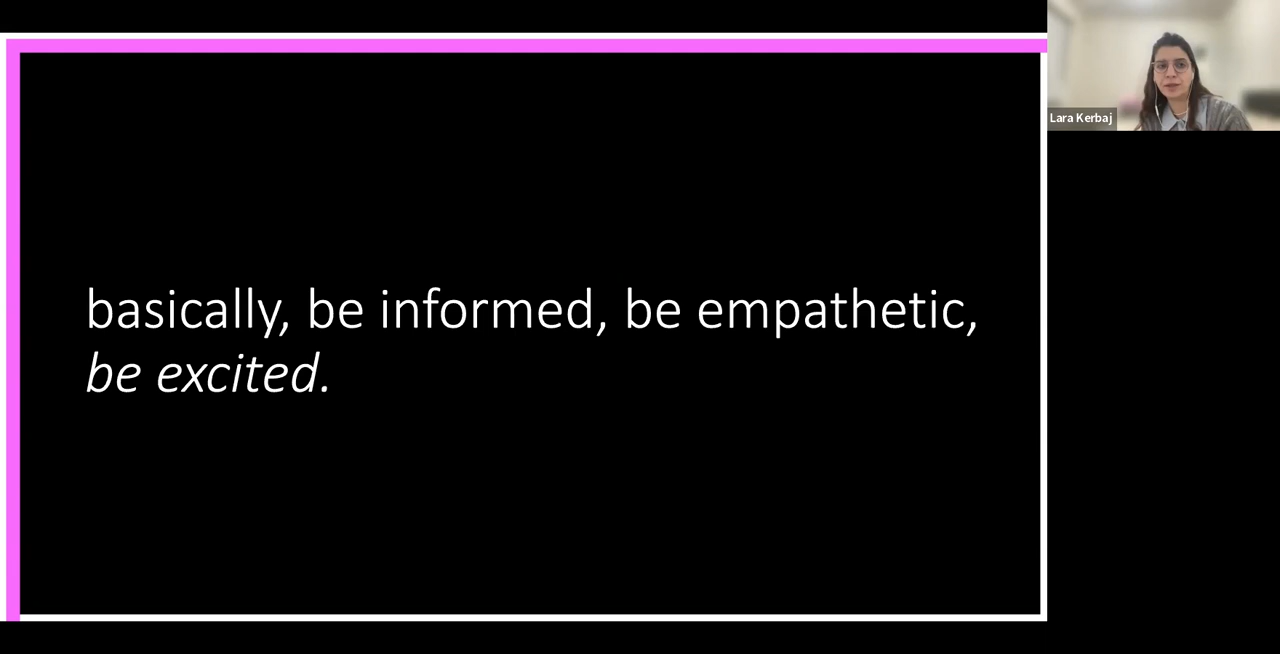 basically, be informed, be empathetic,
be excited.
Lara Kerbaj